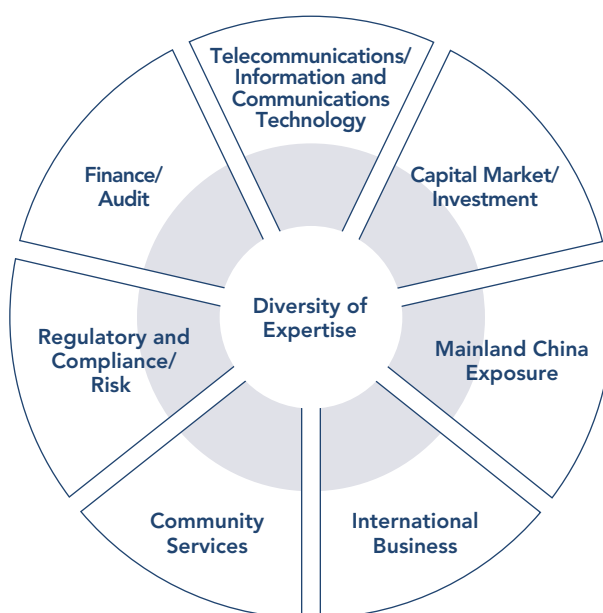 Telecommunications/
Information and
Communications
Technology
Capital Market/
Investment
Mainland China
Exposure
International
Business
Community
Services
Regulatory and
Compliance/
Risk
Finance/
Audit
Diversity of
Expertise